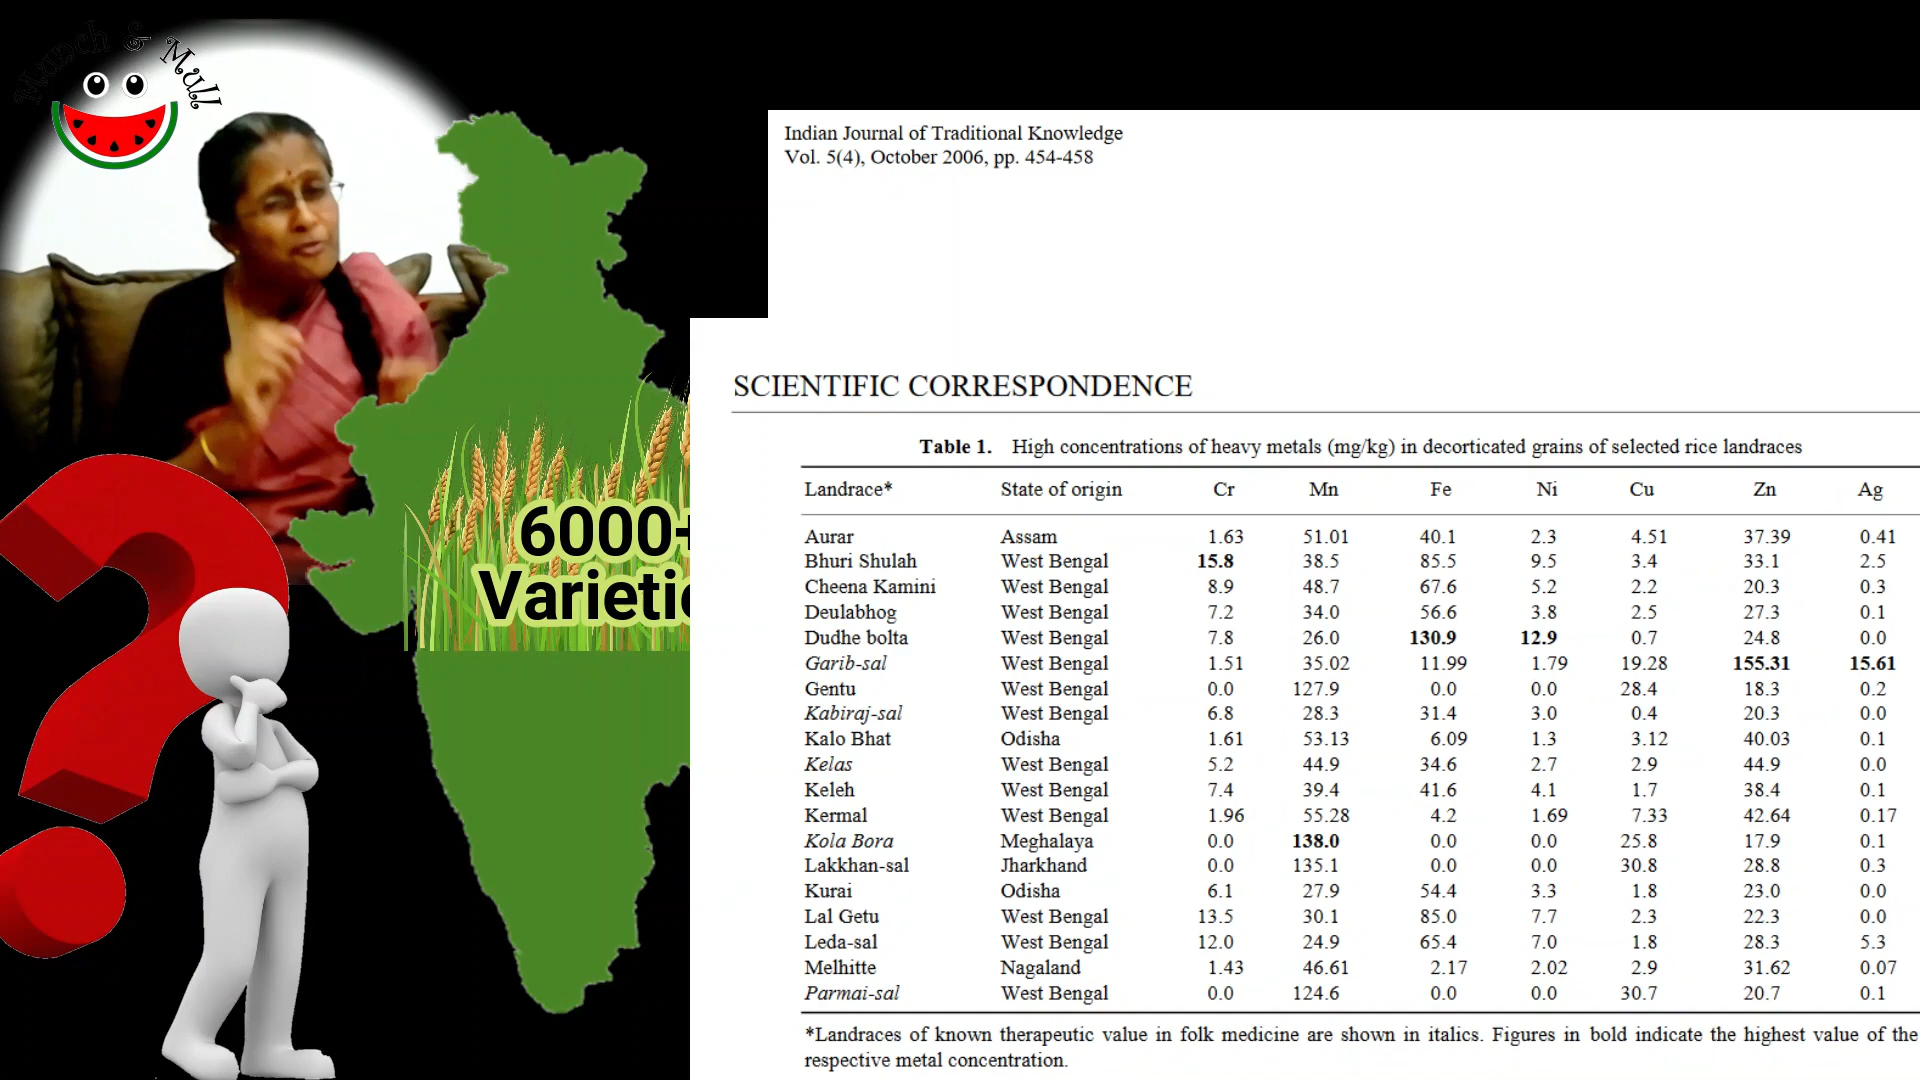 Munch & Mull
Indian Journal of Traditional Knowledge
Vol. 5(4), October 2006, pp. 454-458
SCIENTIFIC CORRESPONDENCE
Table 1. High concentrations of heavy metals (mg/kg) in decorticated grains of selected rice landraces
Landrace* State of origin Cr Mn Fe Ni Cu Zn Ag
Aurar Assam 1.63 51.01 40.1 2.3 4.51 37.39 0.41
Bhuri Shulah West Bengal 15.8 38.5 85.5 9.5 3.4 33.1 2.5
Cheena Kamini West Bengal 8.9 48.7 67.6 5.2 2.2 20.3 0.3
Deulabhog West Bengal 7.2 34.0 56.6 3.8 2.5 27.3 0.1
Dudhe bolta West Bengal 7.8 26.0 130.9 12.9 0.7 24.8 0.0
Garib-sal West Bengal 1.51 35.02 11.99 1.79 19.28 155.31 15.61
Gentu West Bengal 0.0 127.9 0.0 0.0 28.4 18.3 0.2
Kabiraj-sal West Bengal 6.8 28.3 31.4 3.0 0.4 20.3 0.0
Kalo Bhat Odisha 1.61 53.13 6.09 1.3 3.12 40.03 0.1
Kelas West Bengal 5.2 44.9 34.6 2.7 2.9 44.9 0.0
Keleh West Bengal 7.4 39.4 41.6 4.1 1.7 38.4 0.1
Kermal West Bengal 1.96 55.28 4.2 1.69 7.33 42.64 0.17
Kola Bora Meghalaya 0.0 138.0 0.0 0.0 25.8 17.9 0.1
Lakkhan-sal Jharkhand 0.0 135.1 0.0 0.0 30.8 28.8 0.3
Kurai Odisha 6.1 27.9 54.4 3.3 1.8 23.0 0.0
Lal Getu West Bengal 13.5 30.1 85.0 7.7 2.3 22.3 0.0
Leda-sal West Bengal 12.0 24.9 65.4 7.0 1.8 28.3 5.3
Melhitte Nagaland 1.43 46.61 2.17 2.02 2.9 31.62 0.07
Parmai-sal West Bengal 0.0 124.6 0.0 0.0 30.7 20.7 0.1
*Landraces of known therapeutic value in folk medicine are shown in italics. Figures in bold indicate the highest value of the
respective metal concentration.
6000+
Varietie